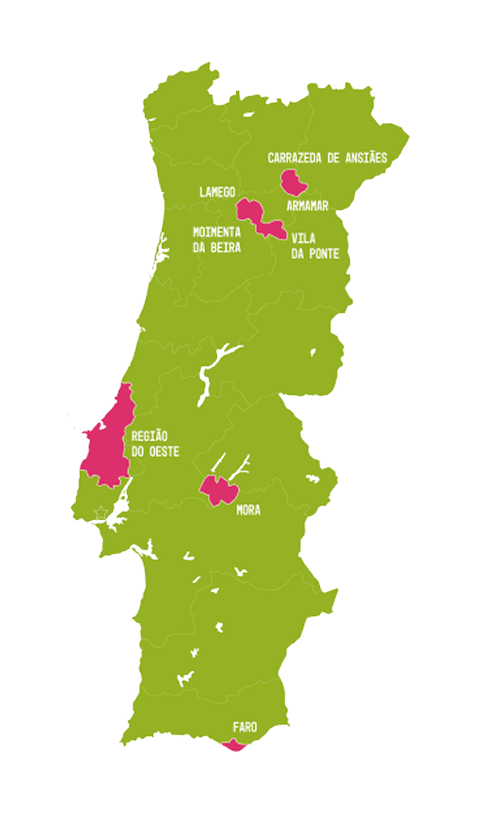 CARRAZEDA DE ANSIÃES
LAMEGO
ARMAMAR
MOIMENTA
DA BEIRA
VILA
DA PONTE
REGIÃO
DO OESTE
MORA
FARO